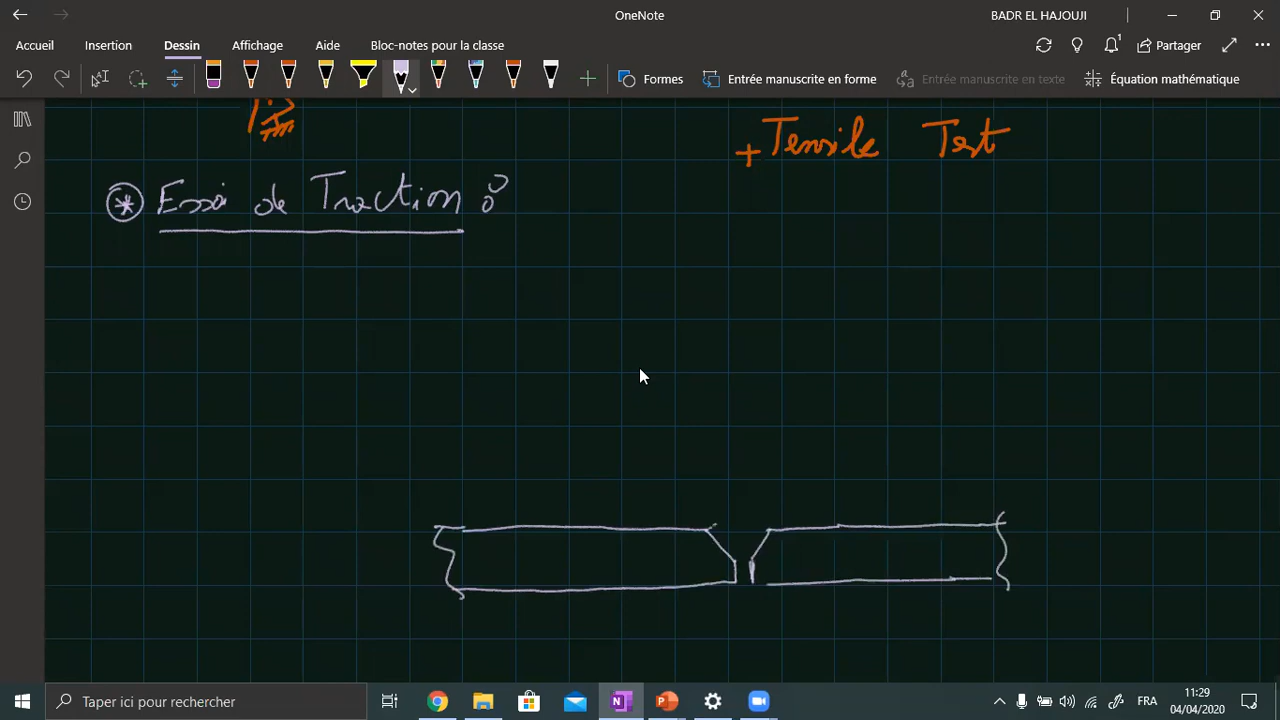 OneNote
BADR EL HAJOUJI
Accueil Insertion Dessin Affichage Aide Bloc-notes pour la classe
Partager
Formes Entrée manuscrite en forme Entrée manuscrite en texte Équation mathématique
+ Tensile Test
* Essai de Traction :
Taper ici pour rechercher
FRA
11:29
04/04/2020